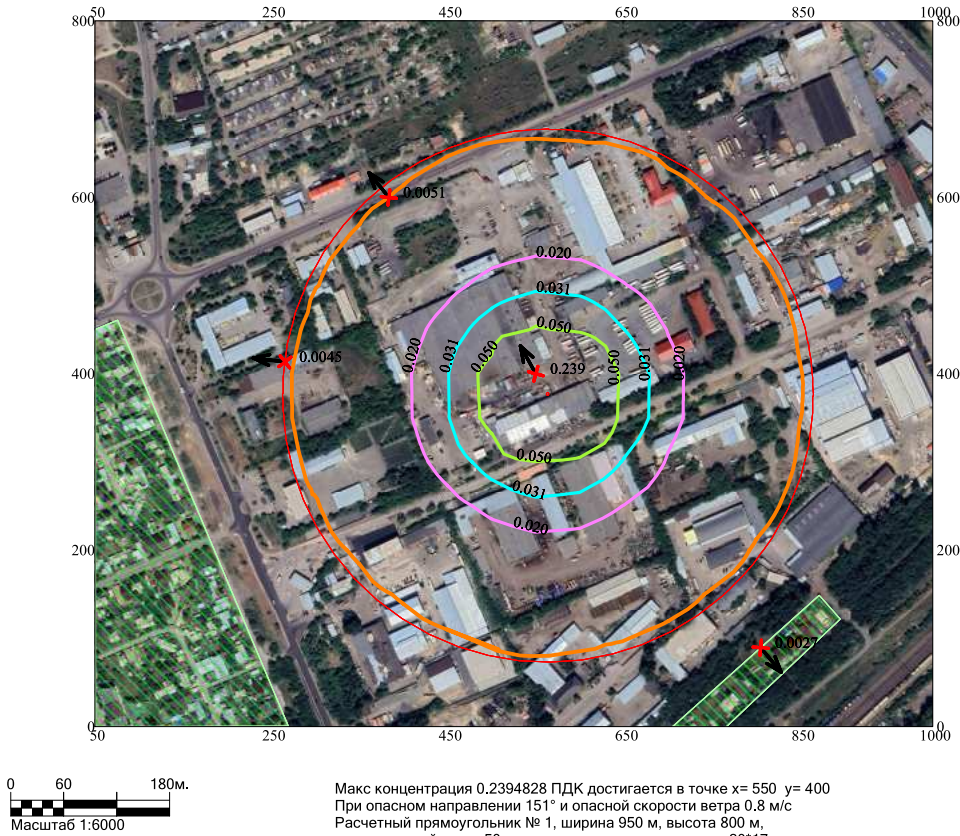 50 250 450 650 850 1000
800 800
600 0.0051 600
0.020
0.031
0.050
0.0045 0.020 0.031 0.050 0.239 0.050 0.031 0.020
400 400
0.050
0.031
0.020
200 200
0.0027
0 0
50 250 450 650 850 1000
0 60 180м.
Масштаб 1:6000
Макс концентрация 0.2394828 ПДК достигается в точке x= 550 y= 400
При опасном направлении 151° и опасной скорости ветра 0.8 м/с
Расчетный прямоугольник № 1, ширина 950 м, высота 800 м,